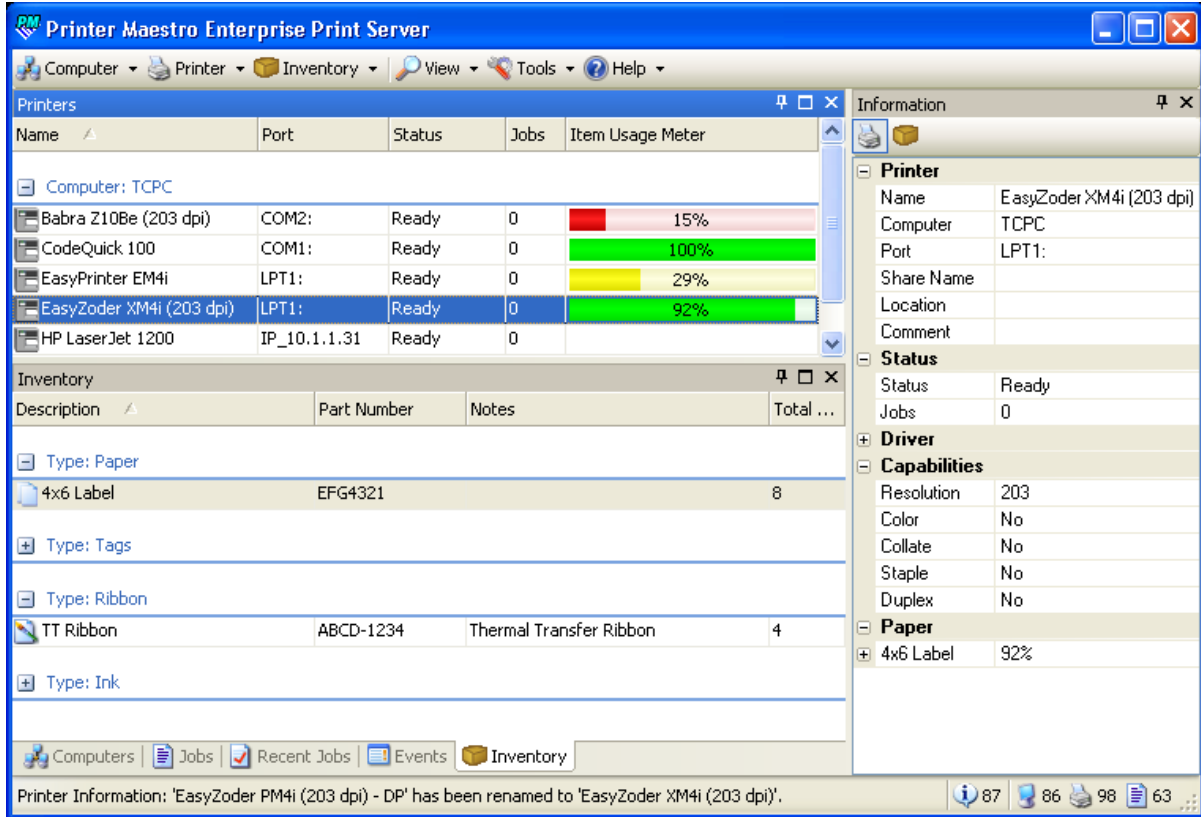 PM Printer Maestro Enterprise Print Server
Computer Printer Inventory View Tools Help
Printers
Name Port Status Jobs Item Usage Meter
Computer: TCPC
Babra Z10Be (203 dpi) COM2: Ready 0 15%
CodeQuick 100 COM1: Ready 0 100%
EasyPrinter EM4i LPT1: Ready 0 29%
EasyZoder XM4i (203 dpi) LPT1: Ready 0 92%
HP LaserJet 1200 IP_10.1.1.31 Ready 0
Inventory
Description Part Number Notes Total ...
Type: Paper
4x6 Label EFG4321 8
Type: Tags
Type: Ribbon
TT Ribbon ABCD-1234 Thermal Transfer Ribbon 4
Type: Ink
Computers Jobs Recent Jobs Events Inventory
Information
Printer
Name EasyZoder XM4i (203 dpi)
Computer TCPC
Port LPT1:
Share Name
Location
Comment
Status
Status Ready
Jobs 0
Driver
Capabilities
Resolution 203
Color No
Collate No
Staple No
Duplex No
Paper
4x6 Label 92%
Printer Information: 'EasyZoder PM4i (203 dpi) - DP' has been renamed to 'EasyZoder XM4i (203 dpi)'.
87 86 98 63